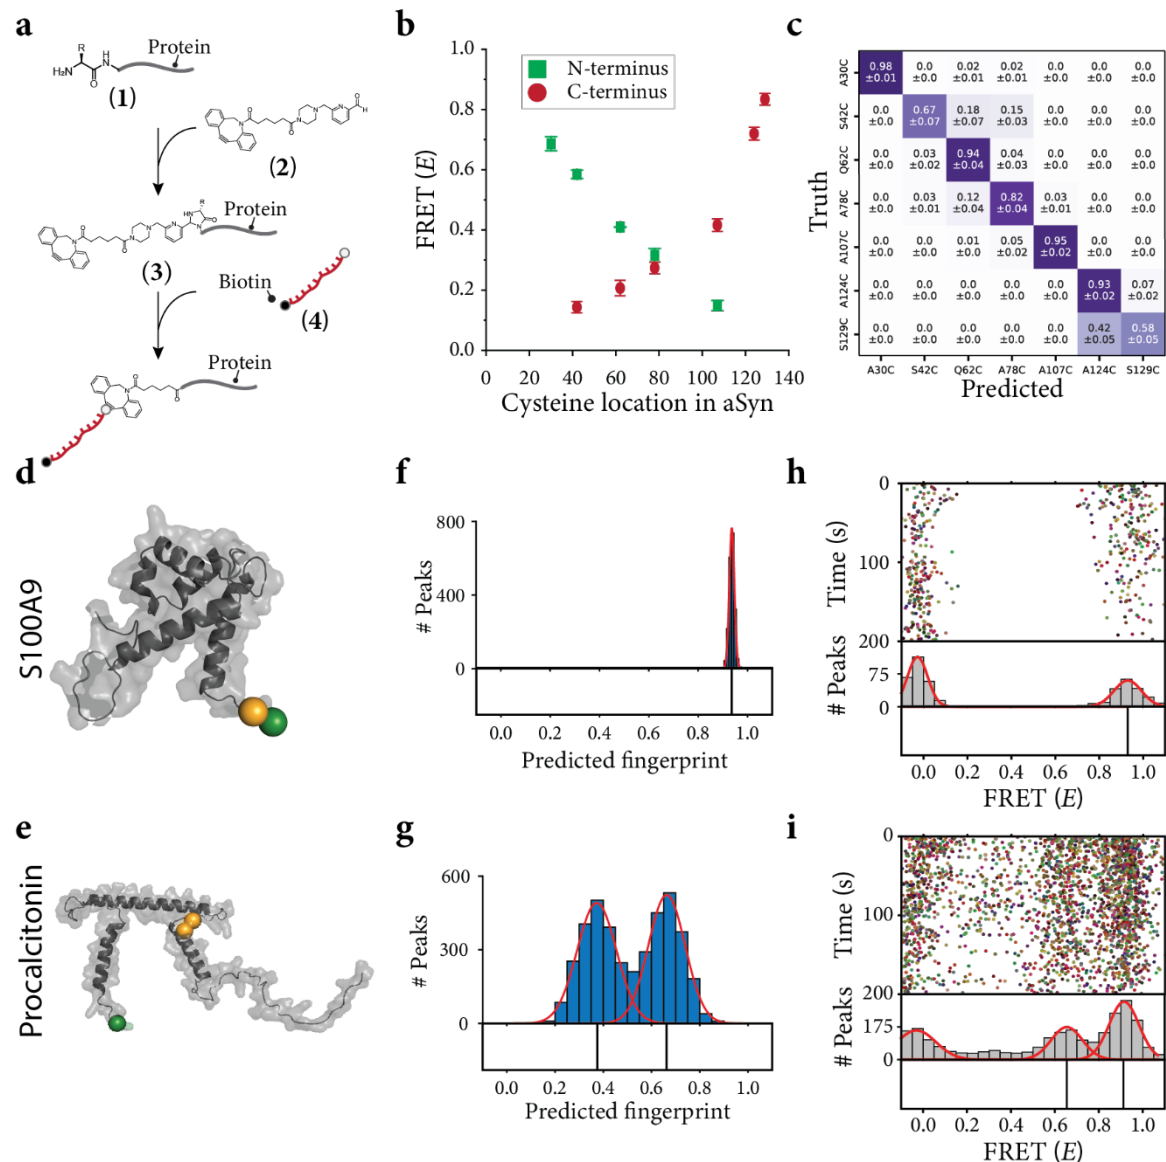 a
R
H₂N
H
N
O
Protein
(1)
N
O
O
N
N
N
O
H
(2)
N
O
O
N
N
N
HN
R
N
O
Protein
(3)
Biotin
(4)
N
O
O
Protein
b
FRET (E)
1.0
0.8
0.6
0.4
0.2
0.0
N-terminus
C-terminus
0 20 40 60 80 100 120 140
Cysteine location in aSyn
c
Truth
A30C 0.98 ±0.01 0.0 ±0.0 0.02 ±0.01 0.02 ±0.01 0.0 ±0.0 0.0 ±0.0 0.0 ±0.0
S42C 0.0 ±0.0 0.67 ±0.07 0.18 ±0.07 0.15 ±0.03 0.0 ±0.0 0.0 ±0.0 0.0 ±0.0
Q62C 0.0 ±0.0 0.03 ±0.02 0.94 ±0.04 0.04 ±0.03 0.0 ±0.0 0.0 ±0.0 0.0 ±0.0
A78C 0.0 ±0.0 0.03 ±0.01 0.12 ±0.04 0.82 ±0.04 0.03 ±0.01 0.0 ±0.0 0.0 ±0.0
A107C 0.0 ±0.0 0.0 ±0.0 0.01 ±0.01 0.05 ±0.02 0.95 ±0.02 0.0 ±0.0 0.0 ±0.0
A124C 0.0 ±0.0 0.0 ±0.0 0.0 ±0.0 0.0 ±0.0 0.0 ±0.0 0.93 ±0.02 0.07 ±0.02
S129C 0.0 ±0.0 0.0 ±0.0 0.0 ±0.0 0.0 ±0.0 0.0 ±0.0 0.42 ±0.05 0.58 ±0.05
A30C S42C Q62C A78C A107C A124C S129C
Predicted
d
S100A9
f
# Peaks
800
400
0
0.0 0.2 0.4 0.6 0.8 1.0
Predicted fingerprint
h
Time (s)
0
100
200
# Peaks
75
0
0.0 0.2 0.4 0.6 0.8 1.0
FRET (E)
e
Procalcitonin
g
# Peaks
600
300
0
0.0 0.2 0.4 0.6 0.8 1.0
Predicted fingerprint
i
Time (s)
0
100
200
# Peaks
175
0
0.0 0.2 0.4 0.6 0.8 1.0
FRET (E)